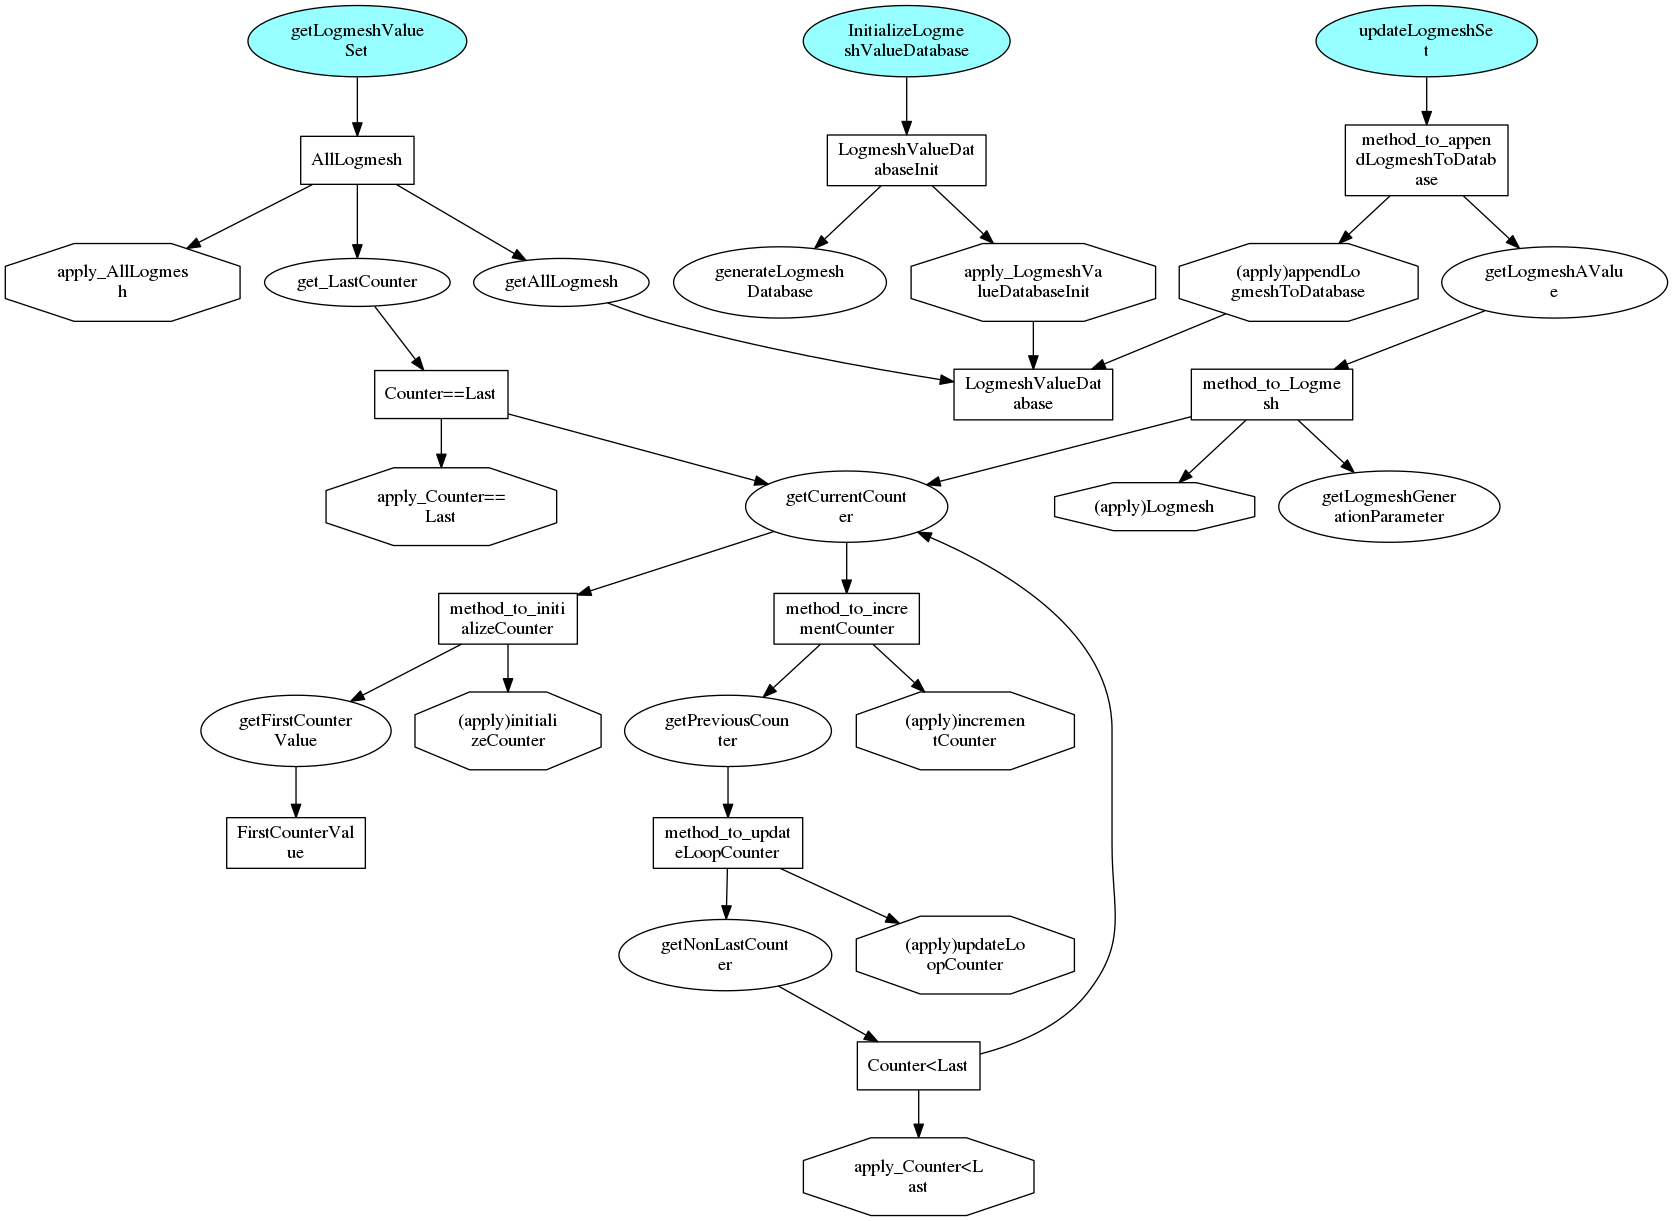 getLogmeshValue
Set
InitializeLogme
shValueDatabase
updateLogmeshSe
t
AllLogmesh
LogmeshValueDat
abaseInit
method_to_appen
dLogmeshToDatab
ase
apply_AllLogmes
h
get_LastCounter
getAllLogmesh
generateLogmesh
Database
apply_LogmeshVa
lueDatabaseInit
(apply)appendLo
gmeshToDatabase
getLogmeshAValu
e
Counter==Last
LogmeshValueDat
abase
method_to_Logme
sh
apply_Counter==
Last
getCurrentCount
er
(apply)Logmesh
getLogmeshGener
ationParameter
method_to_initi
alizeCounter
method_to_incre
mentCounter
getFirstCounter
Value
(apply)initiali
zeCounter
getPreviousCoun
ter
(apply)incremen
tCounter
FirstCounterVal
ue
method_to_updat
eLoopCounter
getNonLastCount
er
(apply)updateLo
opCounter
Counter<Last
apply_Counter<L
ast